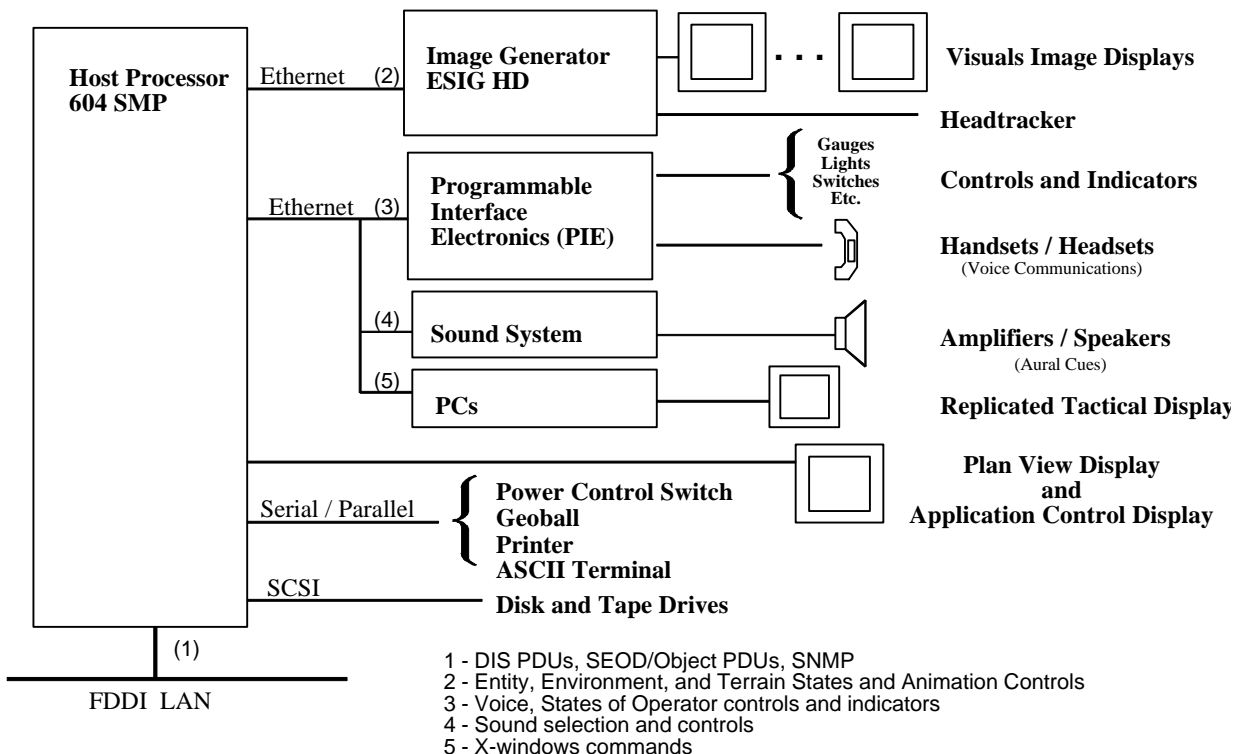 Host Processor
604 SMP
Ethernet (2)
Image Generator
ESIG HD
. . .
Visuals Image Displays
Headtracker
Ethernet (3)
Programmable
Interface
Electronics (PIE)
Gauges
Lights
Switches
Etc.
Controls and Indicators
Handsets / Headsets
(Voice Communications)
(4)
Sound System
Amplifiers / Speakers
(Aural Cues)
(5)
PCs
Replicated Tactical Display
Plan View Display
and
Application Control Display
Serial / Parallel
Power Control Switch
Geoball
Printer
ASCII Terminal
SCSI
Disk and Tape Drives
(1)
FDDI LAN
1 - DIS PDUs, SEOD/Object PDUs, SNMP
2 - Entity, Environment, and Terrain States and Animation Controls
3 - Voice, States of Operator controls and indicators
4 - Sound selection and controls
5 - X-windows commands